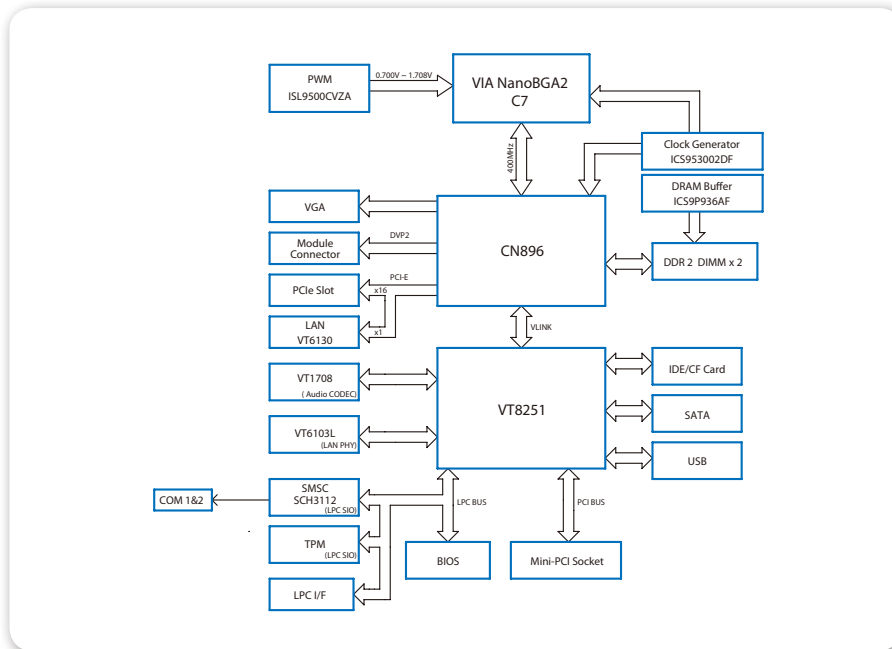 PWM
ISL9500CVZA
0.700V ~ 1.708V
VIA NanoBGA2
C7
Clock Generator
ICS953002DF
400MHz
DRAM Buffer
ICS9P936AF
VGA
Module
Connector
DVP2
CN896
DDR 2 DIMM x 2
PCIe Slot
PCI-E
x16
LAN
VT6130
x1
VLINK
VT1708
( Audio CODEC)
VT8251
IDE/CF Card
SATA
VT6103L
(LAN PHY)
USB
COM 1&2
SMSC
SCH3112
(LPC SIO)
LPC BUS
PCI BUS
TPM
(LPC SIO)
BIOS
Mini-PCI Socket
LPC I/F